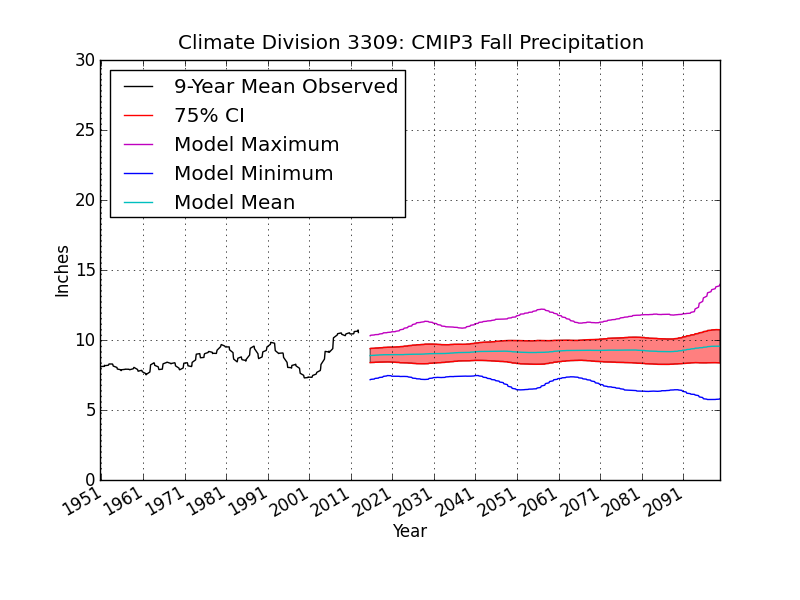 Climate Division 3309: CMIP3 Fall Precipitation
30
25
20
15
10
5
0
Inches
9-Year Mean Observed
75% CI
Model Maximum
Model Minimum
Model Mean
1951 1961 1971 1981 1991 2001 2011 2021 2031 2041 2051 2061 2071 2081 2091
Year